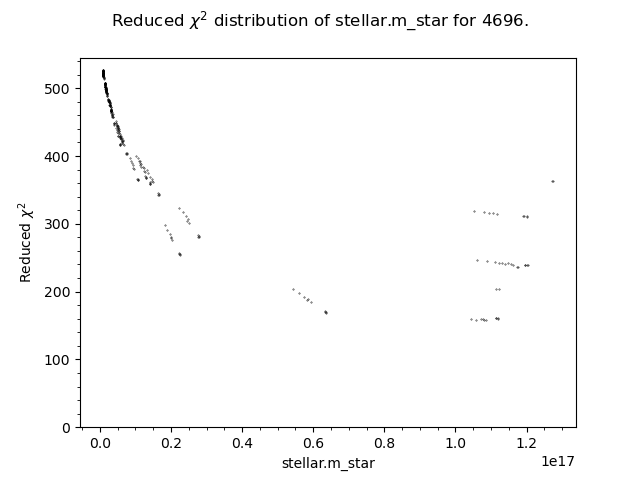 Reduced χ² distribution of stellar.m_star for 4696.
Reduced χ²
500
400
300
200
100
0
0.0 0.2 0.4 0.6 0.8 1.0 1.2
1e17
stellar.m_star